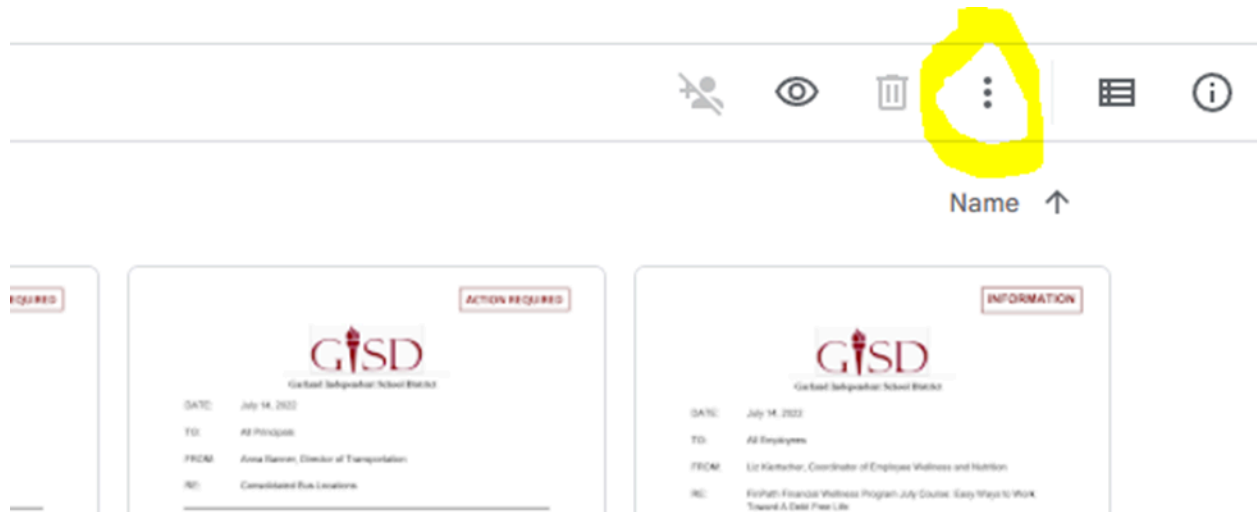 Name
EQUIRED
ACTION REQUIRED
GISD
Garland Independent School District
DATE: July 14, 2022
TO: All Principals
FROM: Anna Banner, Director of Transportation
RE: Consolidated Bus Locations
INFORMATION
GISD
Garland Independent School District
DATE: July 14, 2022
TO: All Employees
FROM: Liz Coordinator of Employee Wellness and Nutrition
RE: FinPath Financial Wellness Program July Course: Easy Ways to Work
Toward A Debt Free Life